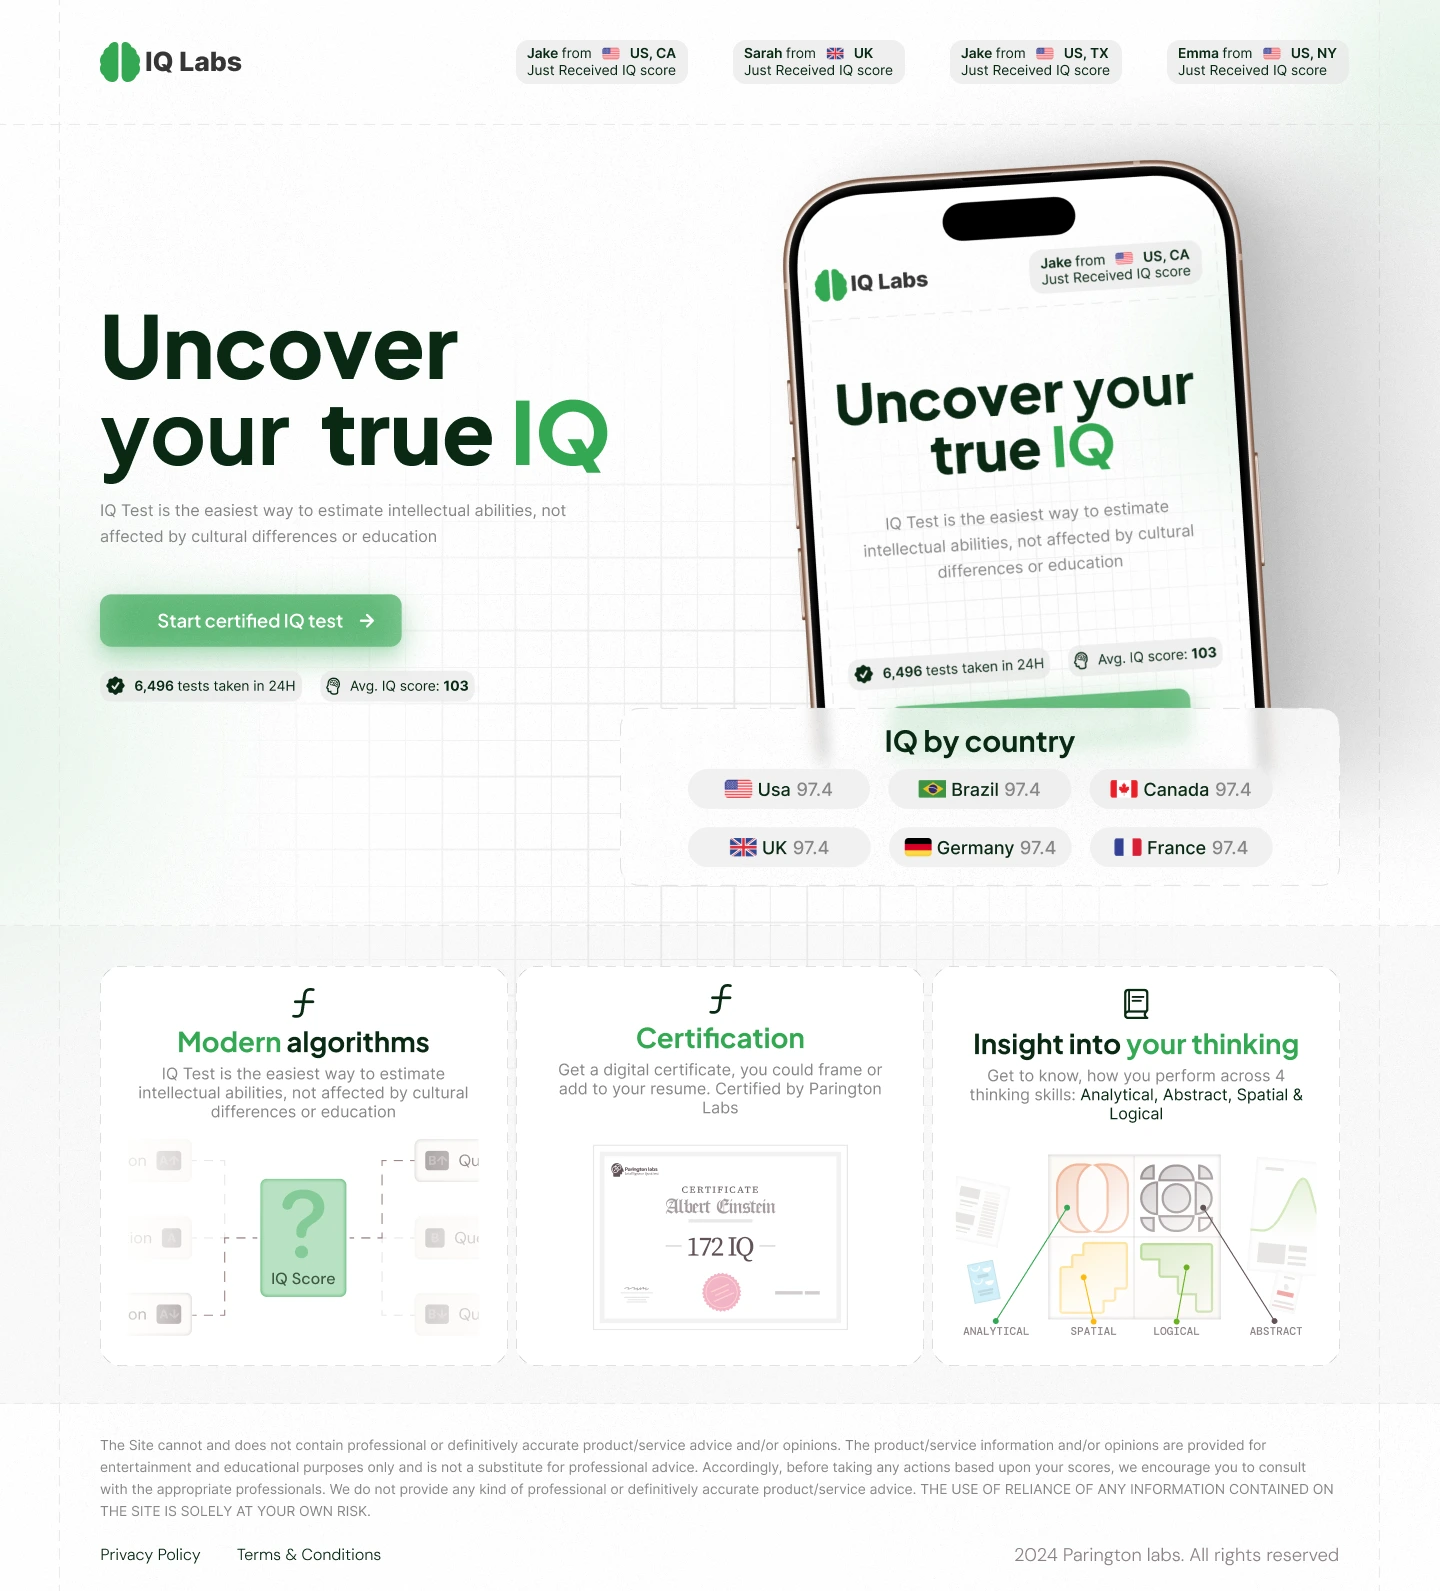 IQ Labs
Jake from US, CA
Just Received IQ score
Sarah from UK
Just Received IQ score
Jake from US, TX
Just Received IQ score
Emma from US, NY
Just Received IQ score
Uncover
your true IQ
IQ Test is the easiest way to estimate intellectual abilities, not
affected by cultural differences or education
Start certified IQ test →
6,496 tests taken in 24H
Avg. IQ score: 103
IQ Labs
Jake from US, CA
Just Received IQ score
Uncover your
true IQ
IQ Test is the easiest way to estimate
intellectual abilities, not affected by cultural
differences or education
6,496 tests taken in 24H
Avg. IQ score: 103
IQ by country
Usa 97.4
Brazil 97.4
Canada 97.4
UK 97.4
Germany 97.4
France 97.4
Modern algorithms
IQ Test is the easiest way to estimate
intellectual abilities, not affected by cultural
differences or education
on A↑
B↑ Qu
ion A
B Que
on A↓
B↓ Qu
?
IQ Score
Certification
Get a digital certificate, you could frame or
add to your resume. Certified by Parington
Labs
Parington labs
CERTIFICATE
Albert Einstein
172 IQ
Insight into your thinking
Get to know, how you perform across 4
thinking skills: Analytical, Abstract, Spatial &
Logical
ANALYTICAL
SPATIAL
LOGICAL
ABSTRACT
The Site cannot and does not contain professional or definitively accurate product/service advice and/or opinions. The product/service information and/or opinions are provided for
entertainment and educational purposes only and is not a substitute for professional advice. Accordingly, before taking any actions based upon your scores, we encourage you to consult
with the appropriate professionals. We do not provide any kind of professional or definitively accurate product/service advice. THE USE OF RELIANCE OF ANY INFORMATION CONTAINED ON
THE SITE IS SOLELY AT YOUR OWN RISK.
Privacy Policy
Terms & Conditions
2024 Parington labs. All rights reserved